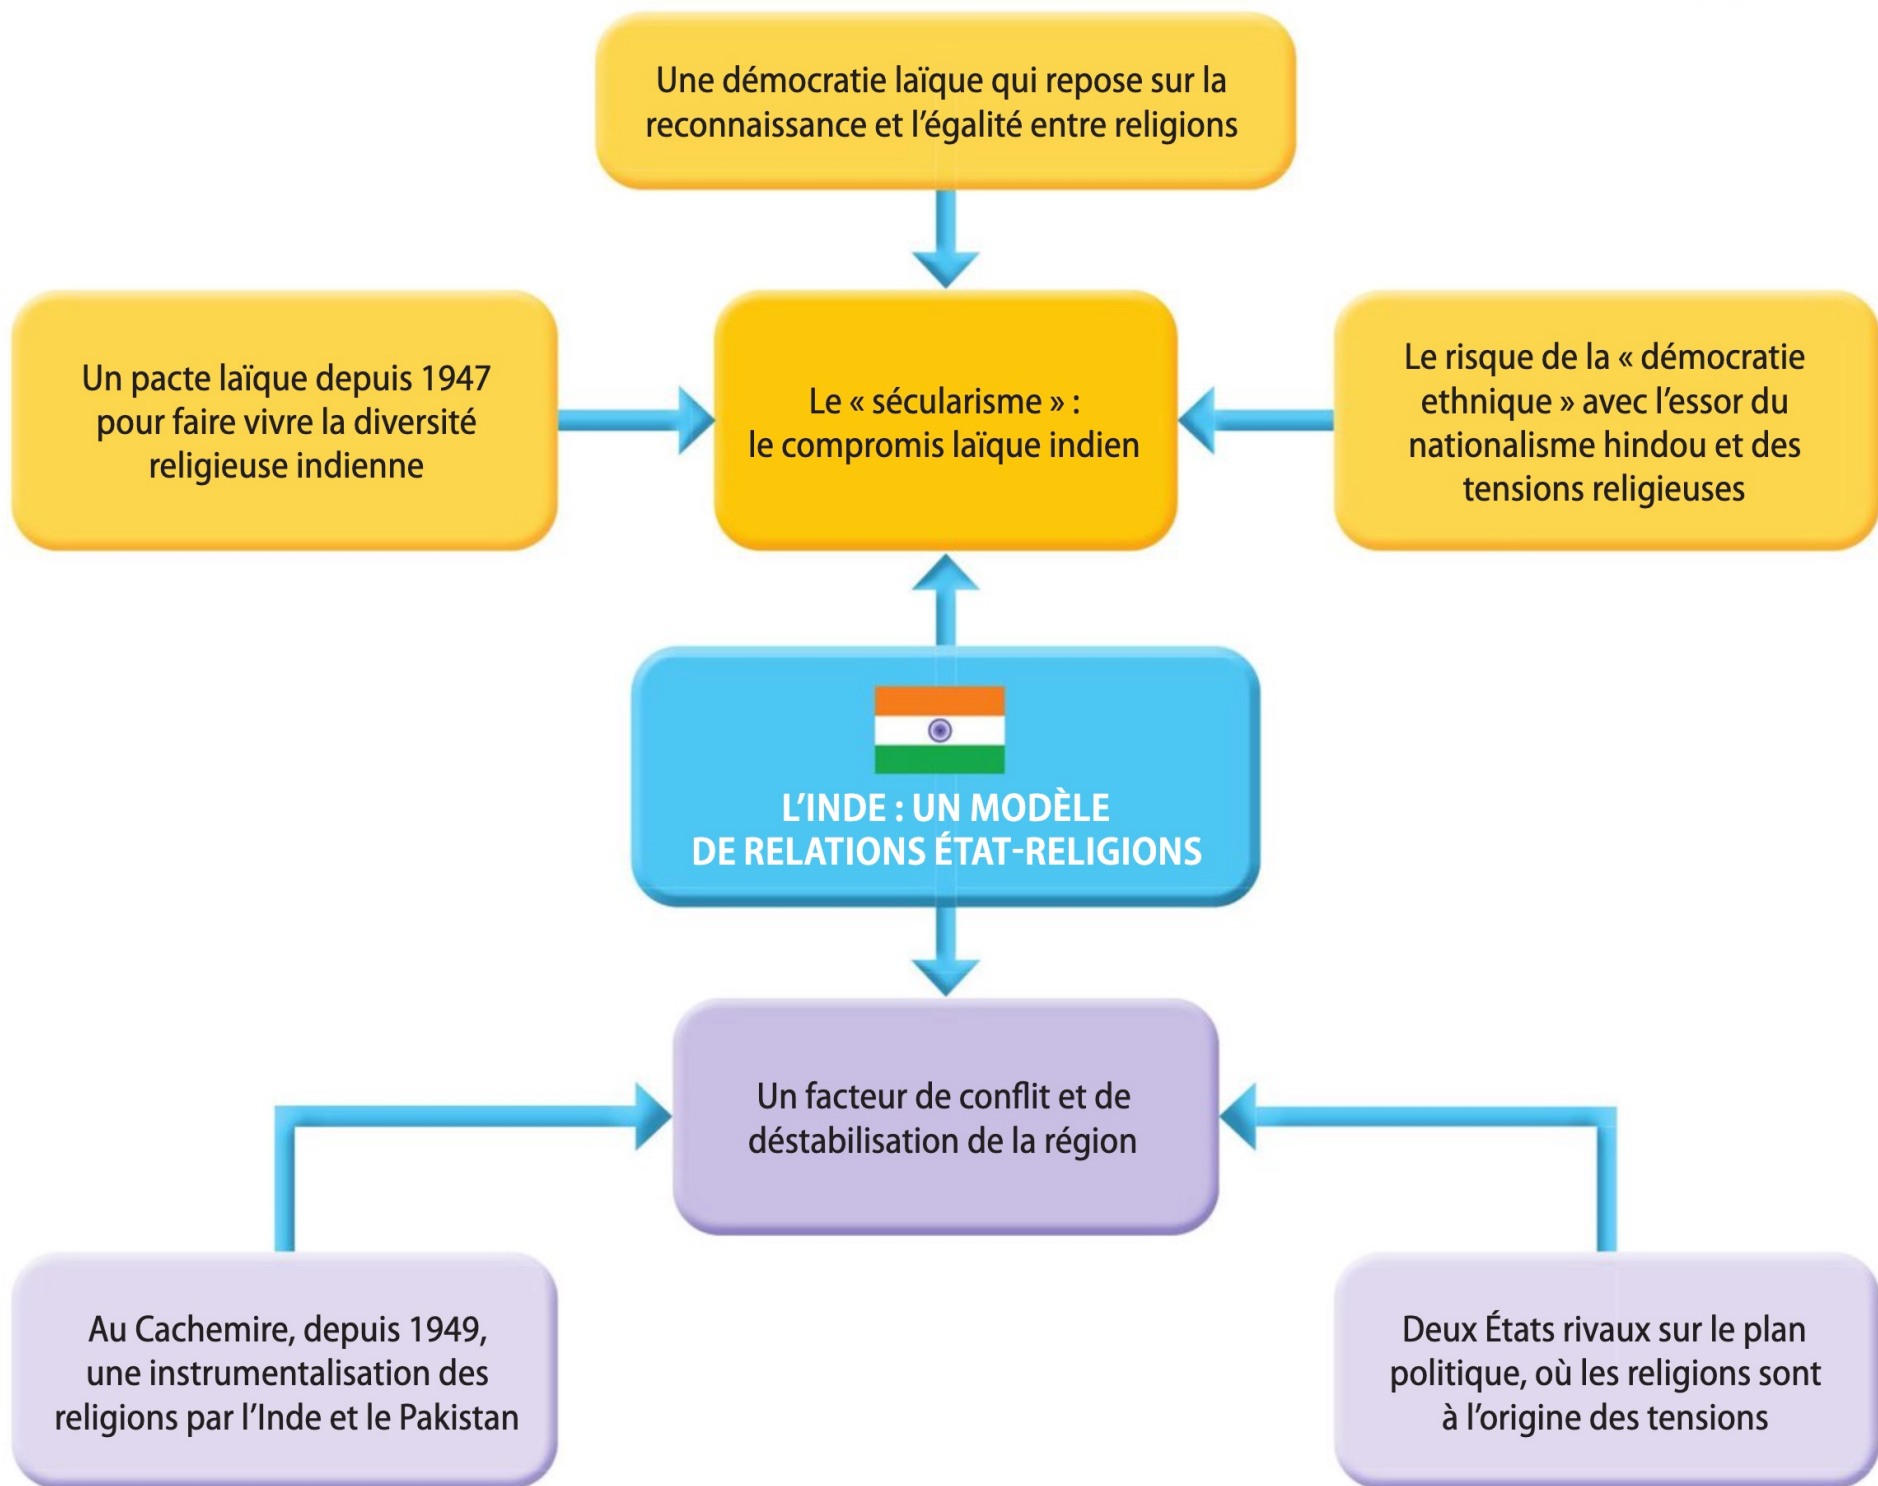 Une démocratie laïque qui repose sur la
reconnaissance et l’égalité entre religions
Un pacte laïque depuis 1947
pour faire vivre la diversité
religieuse indienne
Le « sécularisme » :
le compromis laïque indien
Le risque de la « démocratie
ethnique » avec l’essor du
nationalisme hindou et des
tensions religieuses
L’INDE : UN MODÈLE
DE RELATIONS ÉTAT-RELIGIONS
Un facteur de conflit et de
déstabilisation de la région
Au Cachemire, depuis 1949,
une instrumentalisation des
religions par l’Inde et le Pakistan
Deux États rivaux sur le plan
politique, où les religions sont
à l’origine des tensions